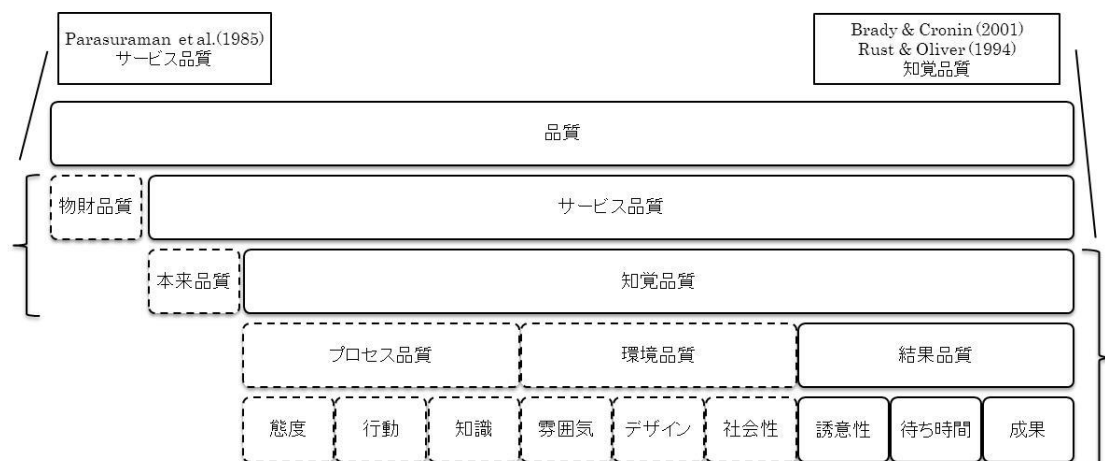 Parasuraman et al.(1985)
サービス品質
Brady & Cronin (2001)
Rust & Oliver (1994)
知覚品質
品質
物財品質
サービス品質
本来品質
知覚品質
プロセス品質
環境品質
結果品質
態度
行動
知識
雰囲気
デザイン
社会性
誘意性
待ち時間
成果